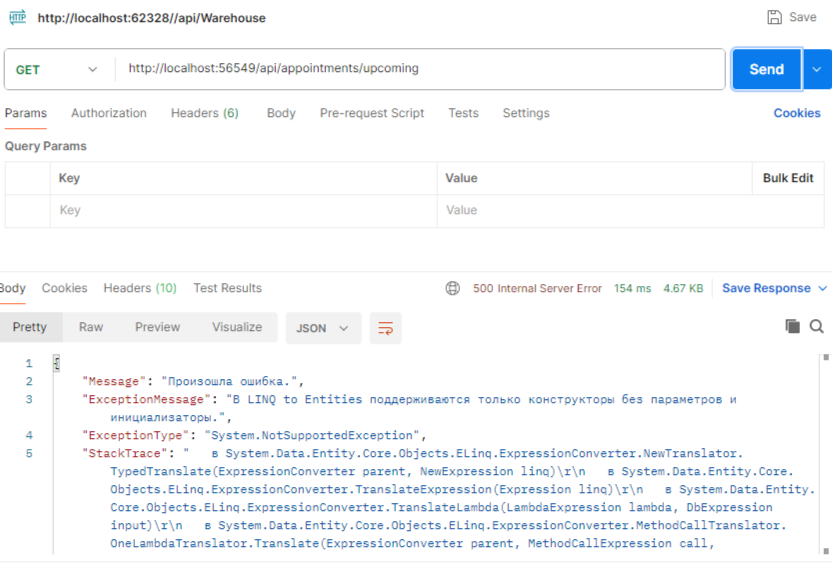 HTTP http://localhost:62328//api/Warehouse Save
GET http://localhost:56549/api/appointments/upcoming Send
Params Authorization Headers (6) Body Pre-request Script Tests Settings Cookies
Query Params
Key Value Bulk Edit
Key Value
Body Cookies Headers (10) Test Results 500 Internal Server Error 154 ms 4.67 KB Save Response
Pretty Raw Preview Visualize JSON
1 {
2 "Message": "Произошла ошибка.",
3 "ExceptionMessage": "В LINQ to Entities поддерживаются только конструкторы без параметров и
инициализаторы.",
4 "ExceptionType": "System.NotSupportedException",
5 "StackTrace": " в System.Data.Entity.Core.Objects.ELinq.ExpressionConverter.NewTranslator.
TypedTranslate(ExpressionConverter parent, NewExpression linq)\r\n в System.Data.Entity.Core.
Objects.ELinq.ExpressionConverter.TranslateExpression(Expression linq)\r\n в System.Data.Entity.
Core.Objects.ELinq.ExpressionConverter.TranslateLambda(LambdaExpression lambda, DbExpression
input)\r\n в System.Data.Entity.Core.Objects.ELinq.ExpressionConverter.MethodCallTranslator.
OneLambdaTranslator.Translate(ExpressionConverter parent, MethodCallExpression call,